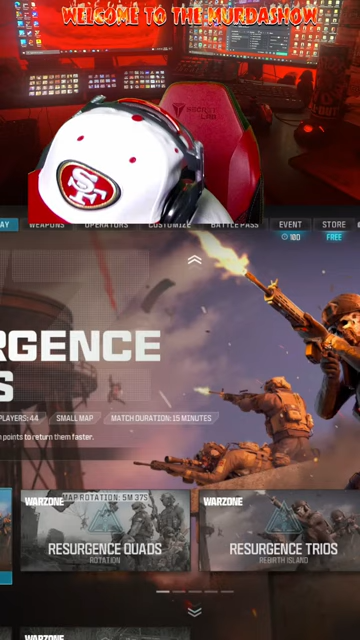 WELCOME TO THE MURDASHOW
SECRETLAB
SF
AY
WEAPONS
OPERATORS
CUSTOMIZE
BATTLE PASS
EVENT
STORE
10D
FREE
RGENCE
S
PLAYERS: 44
SMALL MAP
MATCH DURATION: 15 MINUTES
n points to return them faster.
WARZONE
MAP ROTATION: 5M 37S
RESURGENCE QUADS
ROTATION
WARZONE
RESURGENCE TRIOS
REBIRTH ISLAND
WARZONE